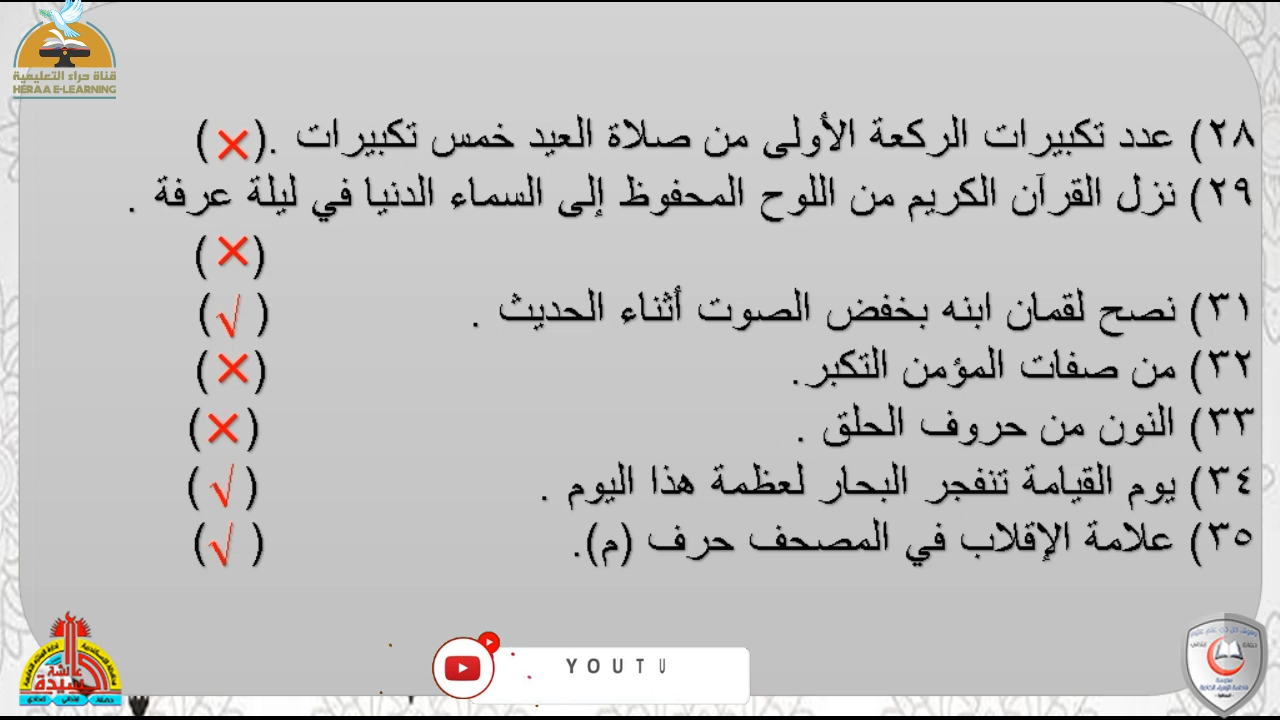 قناة حراء التعليمية
HERAA E-LEARNING
٢٨) عدد تكبيرات الركعة الأولى من صلاة العيد خمس تكبيرات .(×)
٢٩) نزل القرآن الكريم من اللوح المحفوظ إلى السماء الدنيا في ليلة عرفة .
(×)
٣١) نصح لقمان ابنه بخفض الصوت أثناء الحديث . (√)
٣٢) من صفات المؤمن التكبر. (×)
٣٣) النون من حروف الحلق . (×)
٣٤) يوم القيامة تنفجر البحار لعظمة هذا اليوم . (√)
٣٥) علامة الإقلاب في المصحف حرف (م). (√)
YOUTU